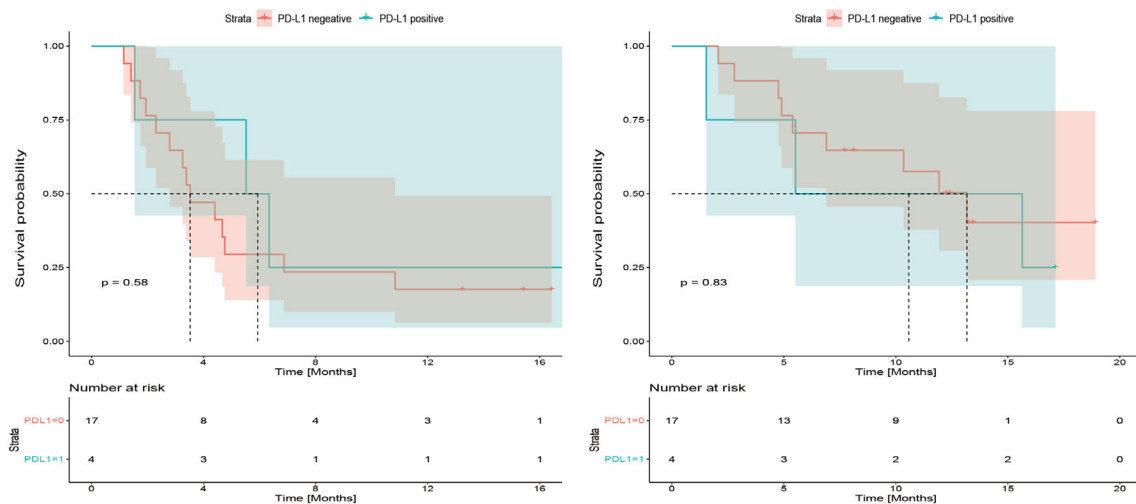 Strata PD-L1 negeative PD-L1 positive
1.00
0.75
0.50
0.25
0.00
Survival probability
p = 0.58
0 4 8 12 16
Time [Months]
Number at risk
Strata
PDL1=0 17 8 4 3 1
PDL1=1 4 3 1 1 1
0 4 8 12 16
Time [Months]
Strata PD-L1 negeative PD-L1 positive
1.00
0.75
0.50
0.25
0.00
Survival probability
p = 0.83
0 5 10 15 20
Time [Months]
Number at risk
Strata
PDL1=0 17 13 9 1 0
PDL1=1 4 3 2 2 0
0 5 10 15 20
Time [Months]